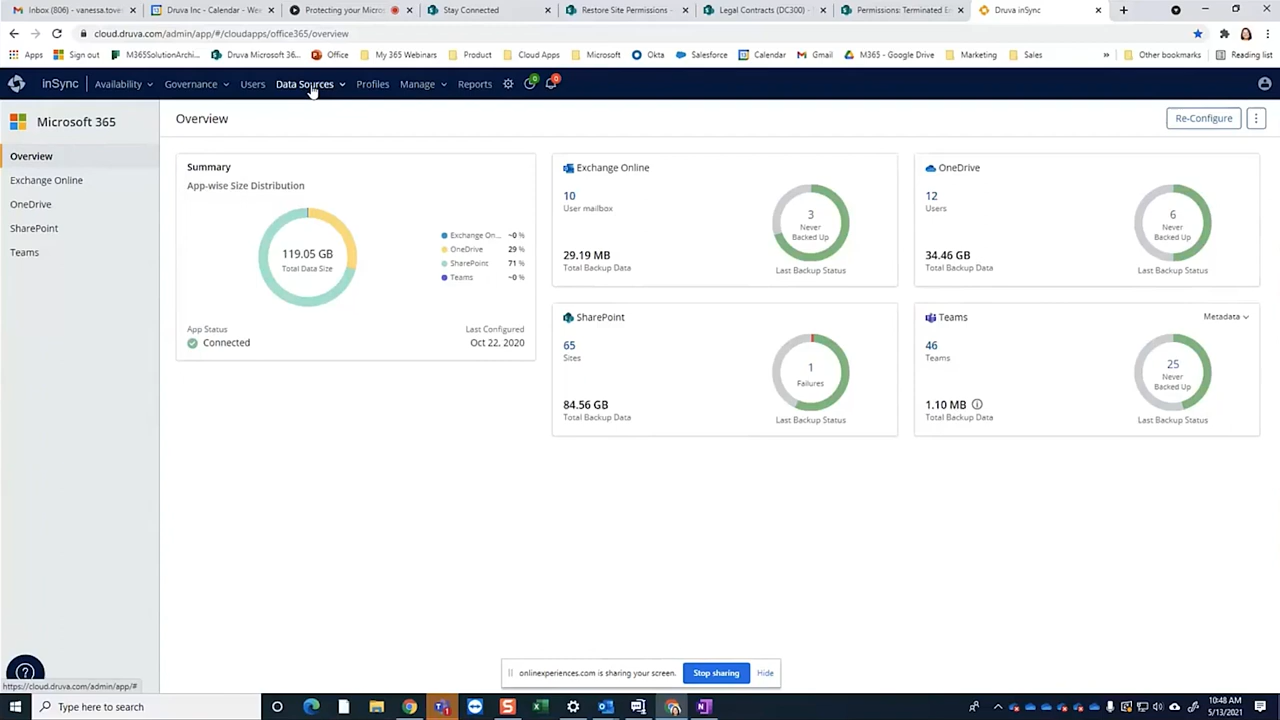 Inbox (806) - vanessa.tove
Druva Inc - Calendar - Wee
Protecting your Micro
Stay Connected
Restore Site Permissions -
Legal Contracts (DC300) -
Permissions: Terminated E
Druva inSync
cloud.druva.com/admin/app/#/cloudapps/office365/overview
Apps
Sign out
M365SolutionArchi...
Druva Microsoft 36...
Office
My 365 Webinars
Product
Cloud Apps
Microsoft
Okta
Salesforce
Calendar
Gmail
M365 - Google Drive
Marketing
Sales
»
Other bookmarks
Reading list
inSync
Availability
Governance
Users
Data Sources
Profiles
Manage
Reports
0
0
Microsoft 365
Overview
Exchange Online
OneDrive
SharePoint
Teams
Overview
Re-Configure
Summary
App-wise Size Distribution
119.05 GB
Total Data Size
Exchange On... ~0 %
OneDrive 29 %
SharePoint 71 %
Teams ~0 %
App Status
Connected
Last Configured
Oct 22, 2020
Exchange Online
10
User mailbox
29.19 MB
Total Backup Data
3
Never
Backed Up
Last Backup Status
OneDrive
12
Users
34.46 GB
Total Backup Data
6
Never
Backed Up
Last Backup Status
SharePoint
65
Sites
84.56 GB
Total Backup Data
1
Failures
Last Backup Status
Teams
Metadata
46
Teams
1.10 MB
Total Backup Data
25
Never
Backed Up
Last Backup Status
onlinexperiences.com is sharing your screen.
Stop sharing
Hide
https://cloud.druva.com/admin/app/#
Type here to search
10:48 AM
5/13/2021